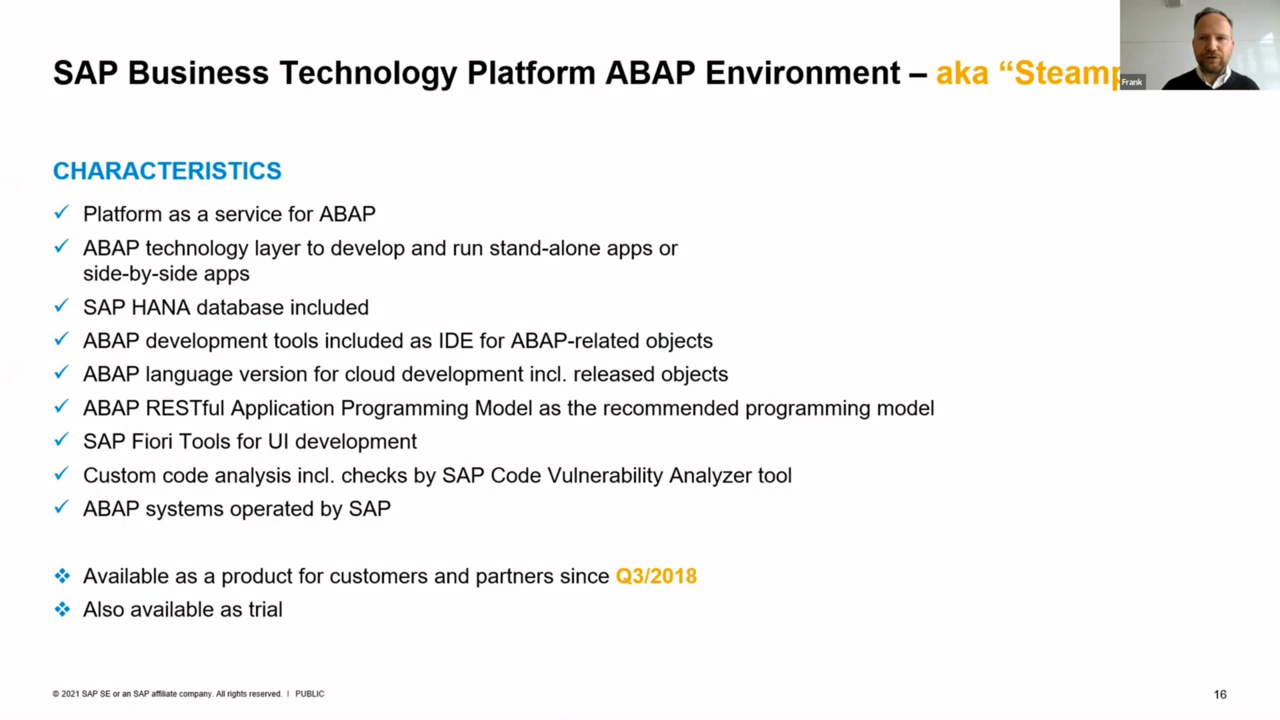 SAP Business Technology Platform ABAP Environment – aka “Steamp
Frank
CHARACTERISTICS
Platform as a service for ABAP
ABAP technology layer to develop and run stand-alone apps or
side-by-side apps
SAP HANA database included
ABAP development tools included as IDE for ABAP-related objects
ABAP language version for cloud development incl. released objects
ABAP RESTful Application Programming Model as the recommended programming model
SAP Fiori Tools for UI development
Custom code analysis incl. checks by SAP Code Vulnerability Analyzer tool
ABAP systems operated by SAP
Available as a product for customers and partners since Q3/2018
Also available as trial
© 2021 SAP SE or an SAP affiliate company. All rights reserved. | PUBLIC
16